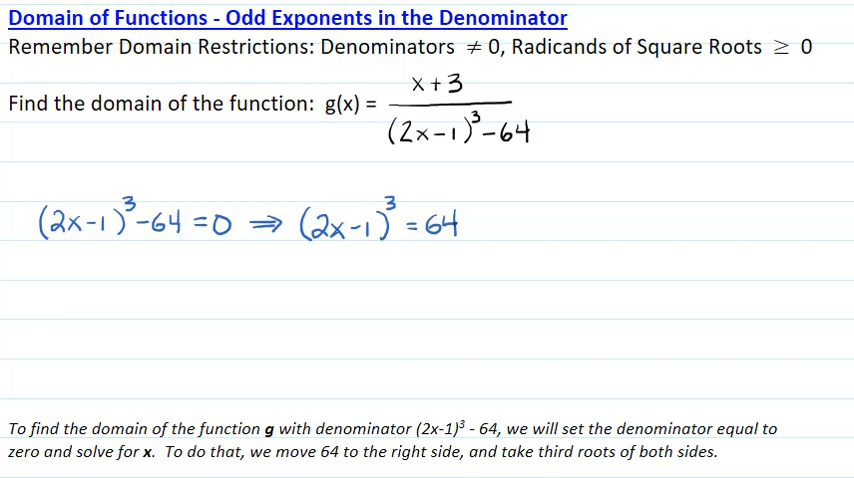 Domain of Functions - Odd Exponents in the Denominator
Remember Domain Restrictions: Denominators ≠ 0, Radicands of Square Roots ≥ 0
Find the domain of the function: g(x) = (x+3)/((2x-1)³-64)
(2x-1)³-64=0 ⟹ (2x-1)³=64
To find the domain of the function g with denominator (2x-1)³ - 64, we will set the denominator equal to
zero and solve for x. To do that, we move 64 to the right side, and take third roots of both sides.